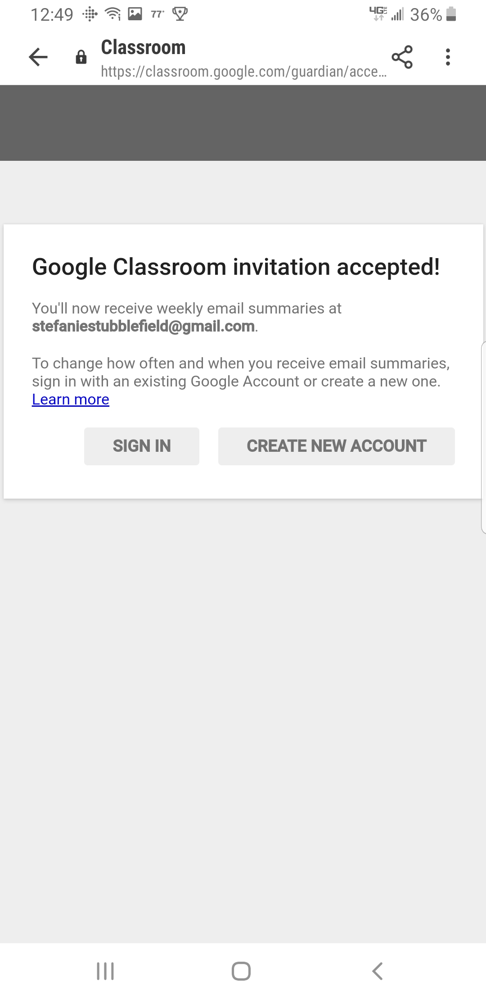 12:49 77° 4G LTE 36%
Classroom
https://classroom.google.com/guardian/acce...
Google Classroom invitation accepted!
You'll now receive weekly email summaries at
stefaniestubblefield@gmail.com.
To change how often and when you receive email summaries,
sign in with an existing Google Account or create a new one.
Learn more
SIGN IN CREATE NEW ACCOUNT